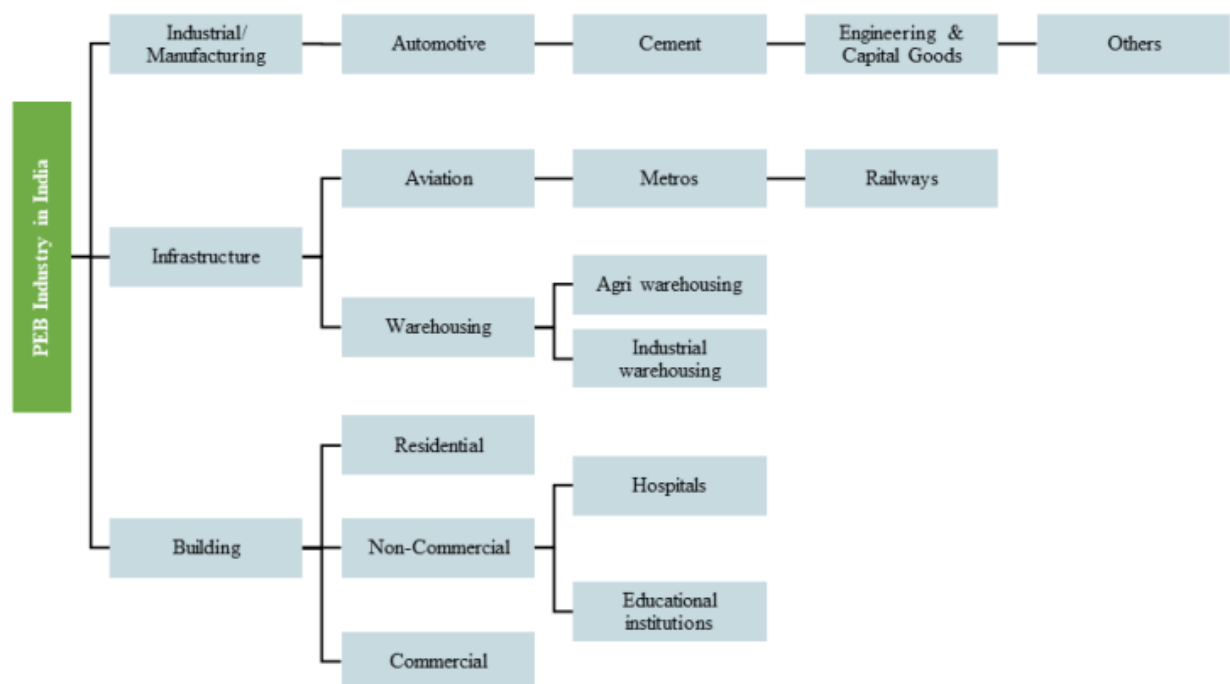 PEB Industry in India
Industrial/
Manufacturing
Automotive
Cement
Engineering &
Capital Goods
Others
Infrastructure
Aviation
Metros
Railways
Warehousing
Agri warehousing
Industrial
warehousing
Building
Residential
Non-Commercial
Hospitals
Educational
institutions
Commercial